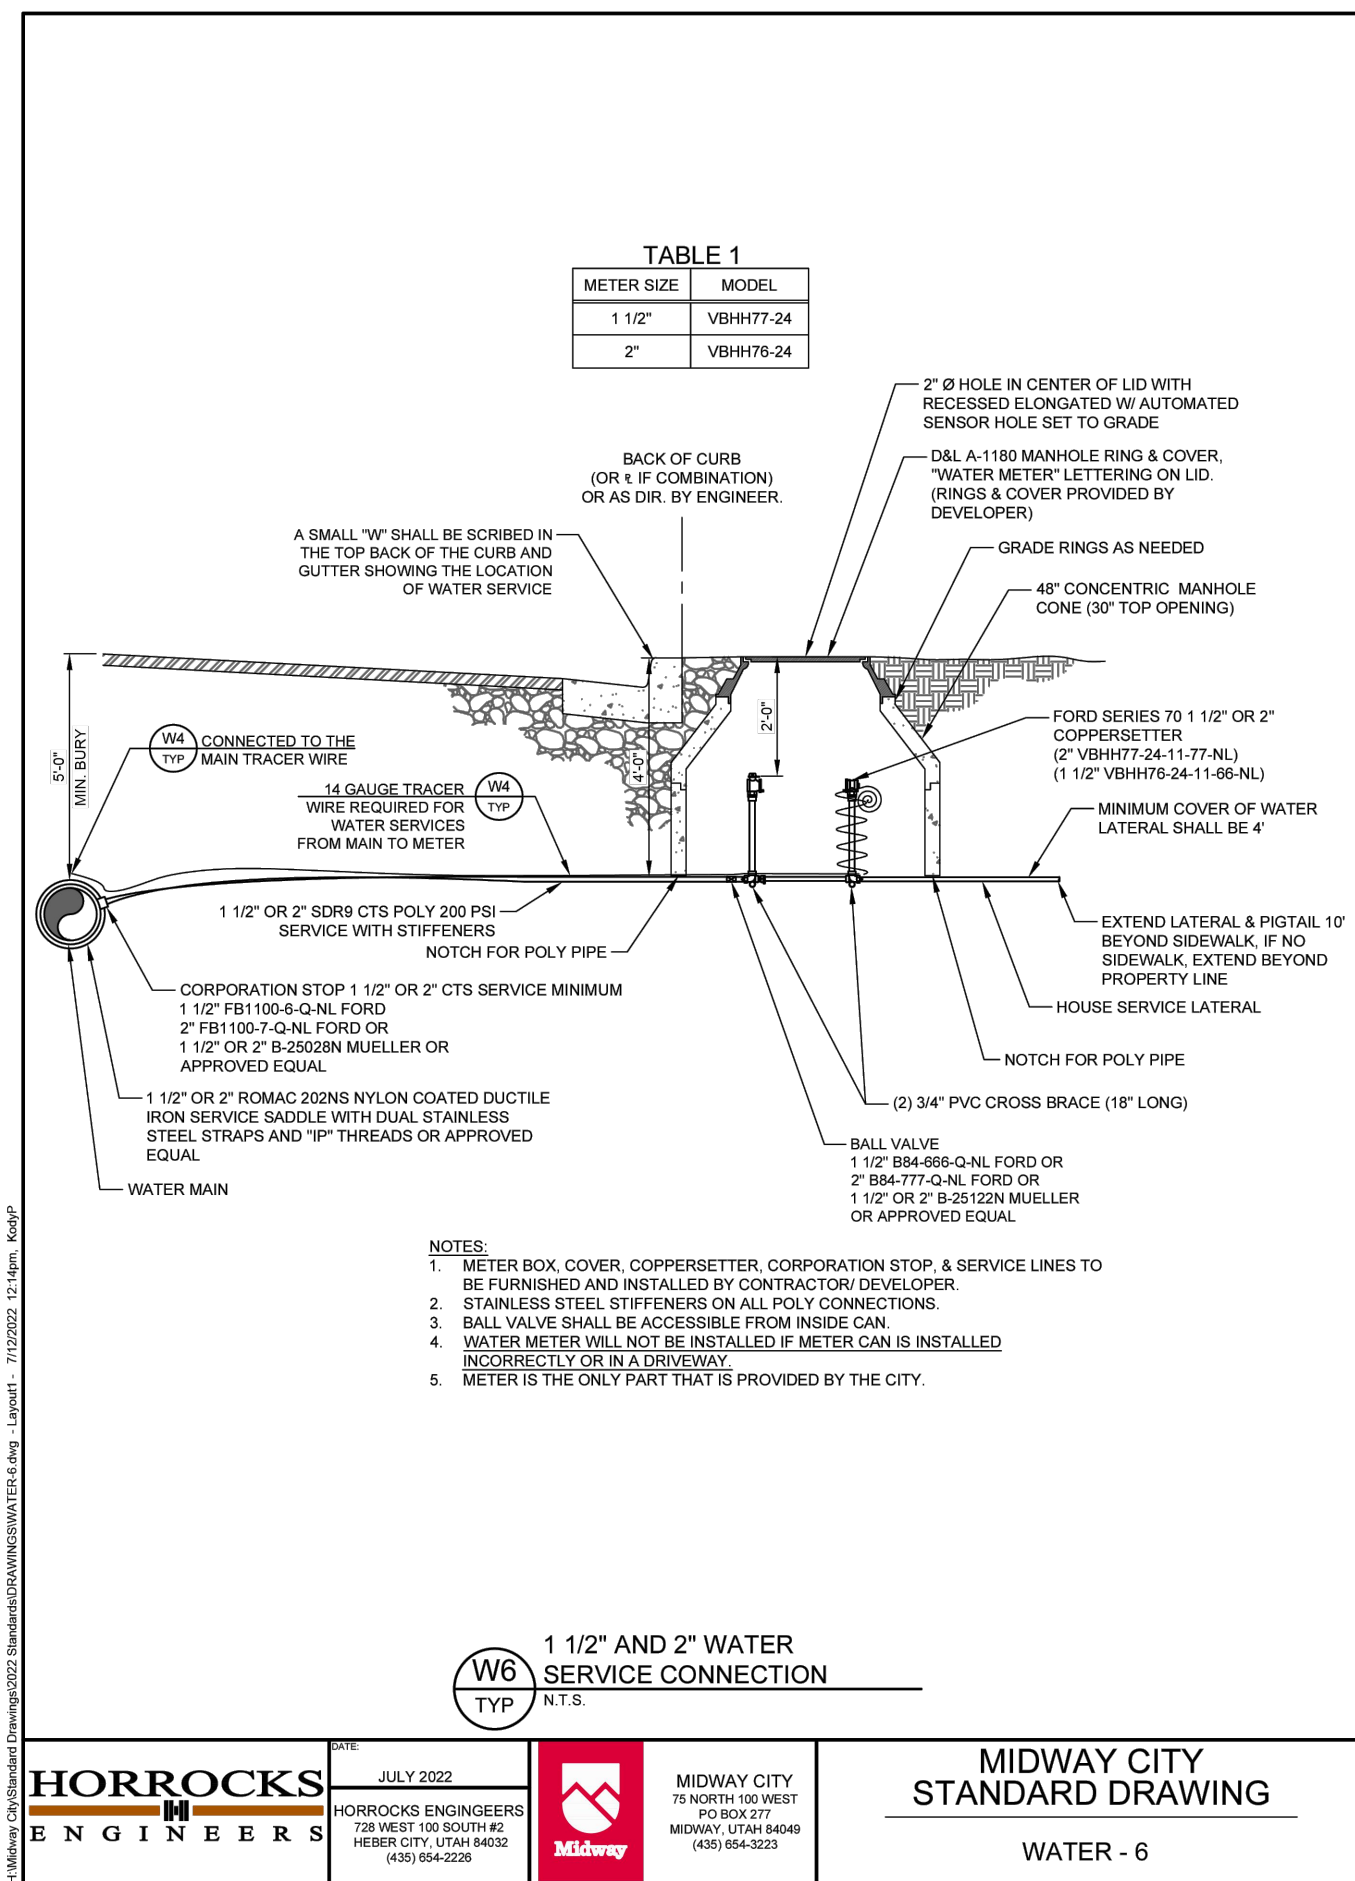 TABLE 1
METER SIZE MODEL
1 1/2" VBHH77-24
2" VBHH76-24
2" Ø HOLE IN CENTER OF LID WITH
RECESSED ELONGATED W/ AUTOMATED
SENSOR HOLE SET TO GRADE
BACK OF CURB
(OR ℄ IF COMBINATION)
OR AS DIR. BY ENGINEER.
D&L A-1180 MANHOLE RING & COVER,
"WATER METER" LETTERING ON LID.
(RINGS & COVER PROVIDED BY
DEVELOPER)
A SMALL "W" SHALL BE SCRIBED IN
THE TOP BACK OF THE CURB AND
GUTTER SHOWING THE LOCATION
OF WATER SERVICE
GRADE RINGS AS NEEDED
48" CONCENTRIC MANHOLE
CONE (30" TOP OPENING)
5'-0"
MIN. BURY
W4
TYP
CONNECTED TO THE
MAIN TRACER WIRE
4'-0"
2'-0"
FORD SERIES 70 1 1/2" OR 2"
COPPERSETTER
(2" VBHH77-24-11-77-NL)
(1 1/2" VBHH76-24-11-66-NL)
14 GAUGE TRACER
WIRE REQUIRED FOR
WATER SERVICES
FROM MAIN TO METER
W4
TYP
MINIMUM COVER OF WATER
LATERAL SHALL BE 4'
1 1/2" OR 2" SDR9 CTS POLY 200 PSI
SERVICE WITH STIFFENERS
NOTCH FOR POLY PIPE
EXTEND LATERAL & PIGTAIL 10'
BEYOND SIDEWALK, IF NO
SIDEWALK, EXTEND BEYOND
PROPERTY LINE
HOUSE SERVICE LATERAL
CORPORATION STOP 1 1/2" OR 2" CTS SERVICE MINIMUM
1 1/2" FB1100-6-Q-NL FORD
2" FB1100-7-Q-NL FORD OR
1 1/2" OR 2" B-25028N MUELLER OR
APPROVED EQUAL
NOTCH FOR POLY PIPE
1 1/2" OR 2" ROMAC 202NS NYLON COATED DUCTILE
IRON SERVICE SADDLE WITH DUAL STAINLESS
STEEL STRAPS AND "IP" THREADS OR APPROVED
EQUAL
(2) 3/4" PVC CROSS BRACE (18" LONG)
BALL VALVE
1 1/2" B84-666-Q-NL FORD OR
2" B84-777-Q-NL FORD OR
1 1/2" OR 2" B-25122N MUELLER
OR APPROVED EQUAL
WATER MAIN
NOTES:
1. METER BOX, COVER, COPPERSETTER, CORPORATION STOP, & SERVICE LINES TO
BE FURNISHED AND INSTALLED BY CONTRACTOR/ DEVELOPER.
2. STAINLESS STEEL STIFFENERS ON ALL POLY CONNECTIONS.
3. BALL VALVE SHALL BE ACCESSIBLE FROM INSIDE CAN.
4. WATER METER WILL NOT BE INSTALLED IF METER CAN IS INSTALLED
INCORRECTLY OR IN A DRIVEWAY.
5. METER IS THE ONLY PART THAT IS PROVIDED BY THE CITY.
W6
TYP
1 1/2" AND 2" WATER
SERVICE CONNECTION
N.T.S.
H:\Midway City\Standard Drawings\2022 Standards\DRAWINGS\WATER-6.dwg - Layout1 - 7/12/2022 12:14pm, KodyP
HORROCKS
ENGINEERS
DATE:
JULY 2022
HORROCKS ENGINGEERS
728 WEST 100 SOUTH #2
HEBER CITY, UTAH 84032
(435) 654-2226
Midway
MIDWAY CITY
75 NORTH 100 WEST
PO BOX 277
MIDWAY, UTAH 84049
(435) 654-3223
MIDWAY CITY
STANDARD DRAWING
WATER - 6